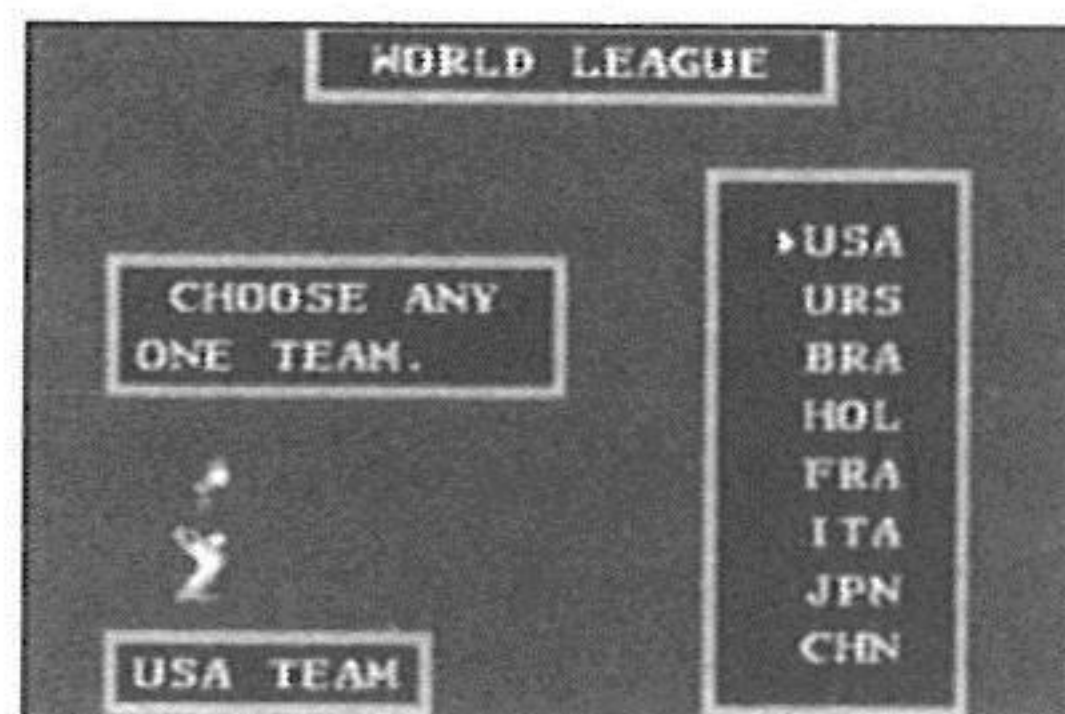 WORLD LEAGUE
CHOOSE ANY
ONE TEAM.
USA TEAM
USA
URS
BRA
HOL
FRA
ITA
JPN
CHN